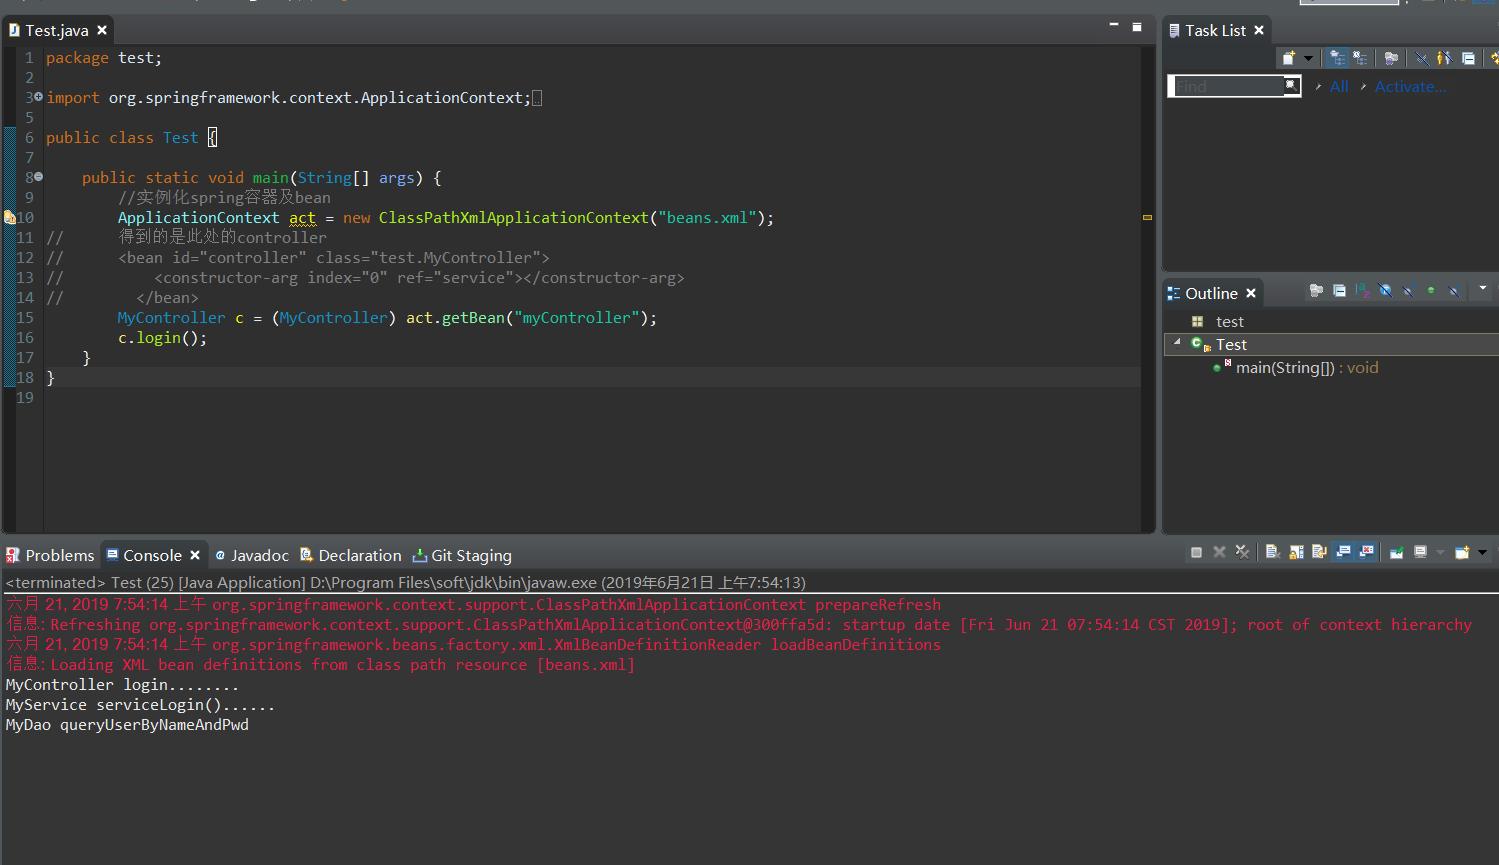 Test.java
1 package test;
2
3 import org.springframework.context.ApplicationContext;
5
6 public class Test {
7
8 public static void main(String[] args) {
9 //实例化spring容器及bean
10 ApplicationContext act = new ClassPathXmlApplicationContext("beans.xml");
11 // 得到的是此处的controller
12 // <bean id="controller" class="test.MyController">
13 // <constructor-arg index="0" ref="service"></constructor-arg>
14 // </bean>
15 MyController c = (MyController) act.getBean("myController");
16 c.login();
17 }
18 }
19
Task List
Find
All
Activate...
Outline
test
Test
main(String[]) : void
Problems Console Javadoc Declaration Git Staging
<terminated> Test (25) [Java Application] D:\Program Files\soft\jdk\bin\javaw.exe (2019年6月21日 上午7:54:13)
六月 21, 2019 7:54:14 上午 org.springframework.context.support.ClassPathXmlApplicationContext prepareRefresh
信息: Refreshing org.springframework.context.support.ClassPathXmlApplicationContext@300ffa5d: startup date [Fri Jun 21 07:54:14 CST 2019]; root of context hierarchy
六月 21, 2019 7:54:14 上午 org.springframework.beans.factory.xml.XmlBeanDefinitionReader loadBeanDefinitions
信息: Loading XML bean definitions from class path resource [beans.xml]
MyController login........
MyService serviceLogin()......
MyDao queryUserByNameAndPwd